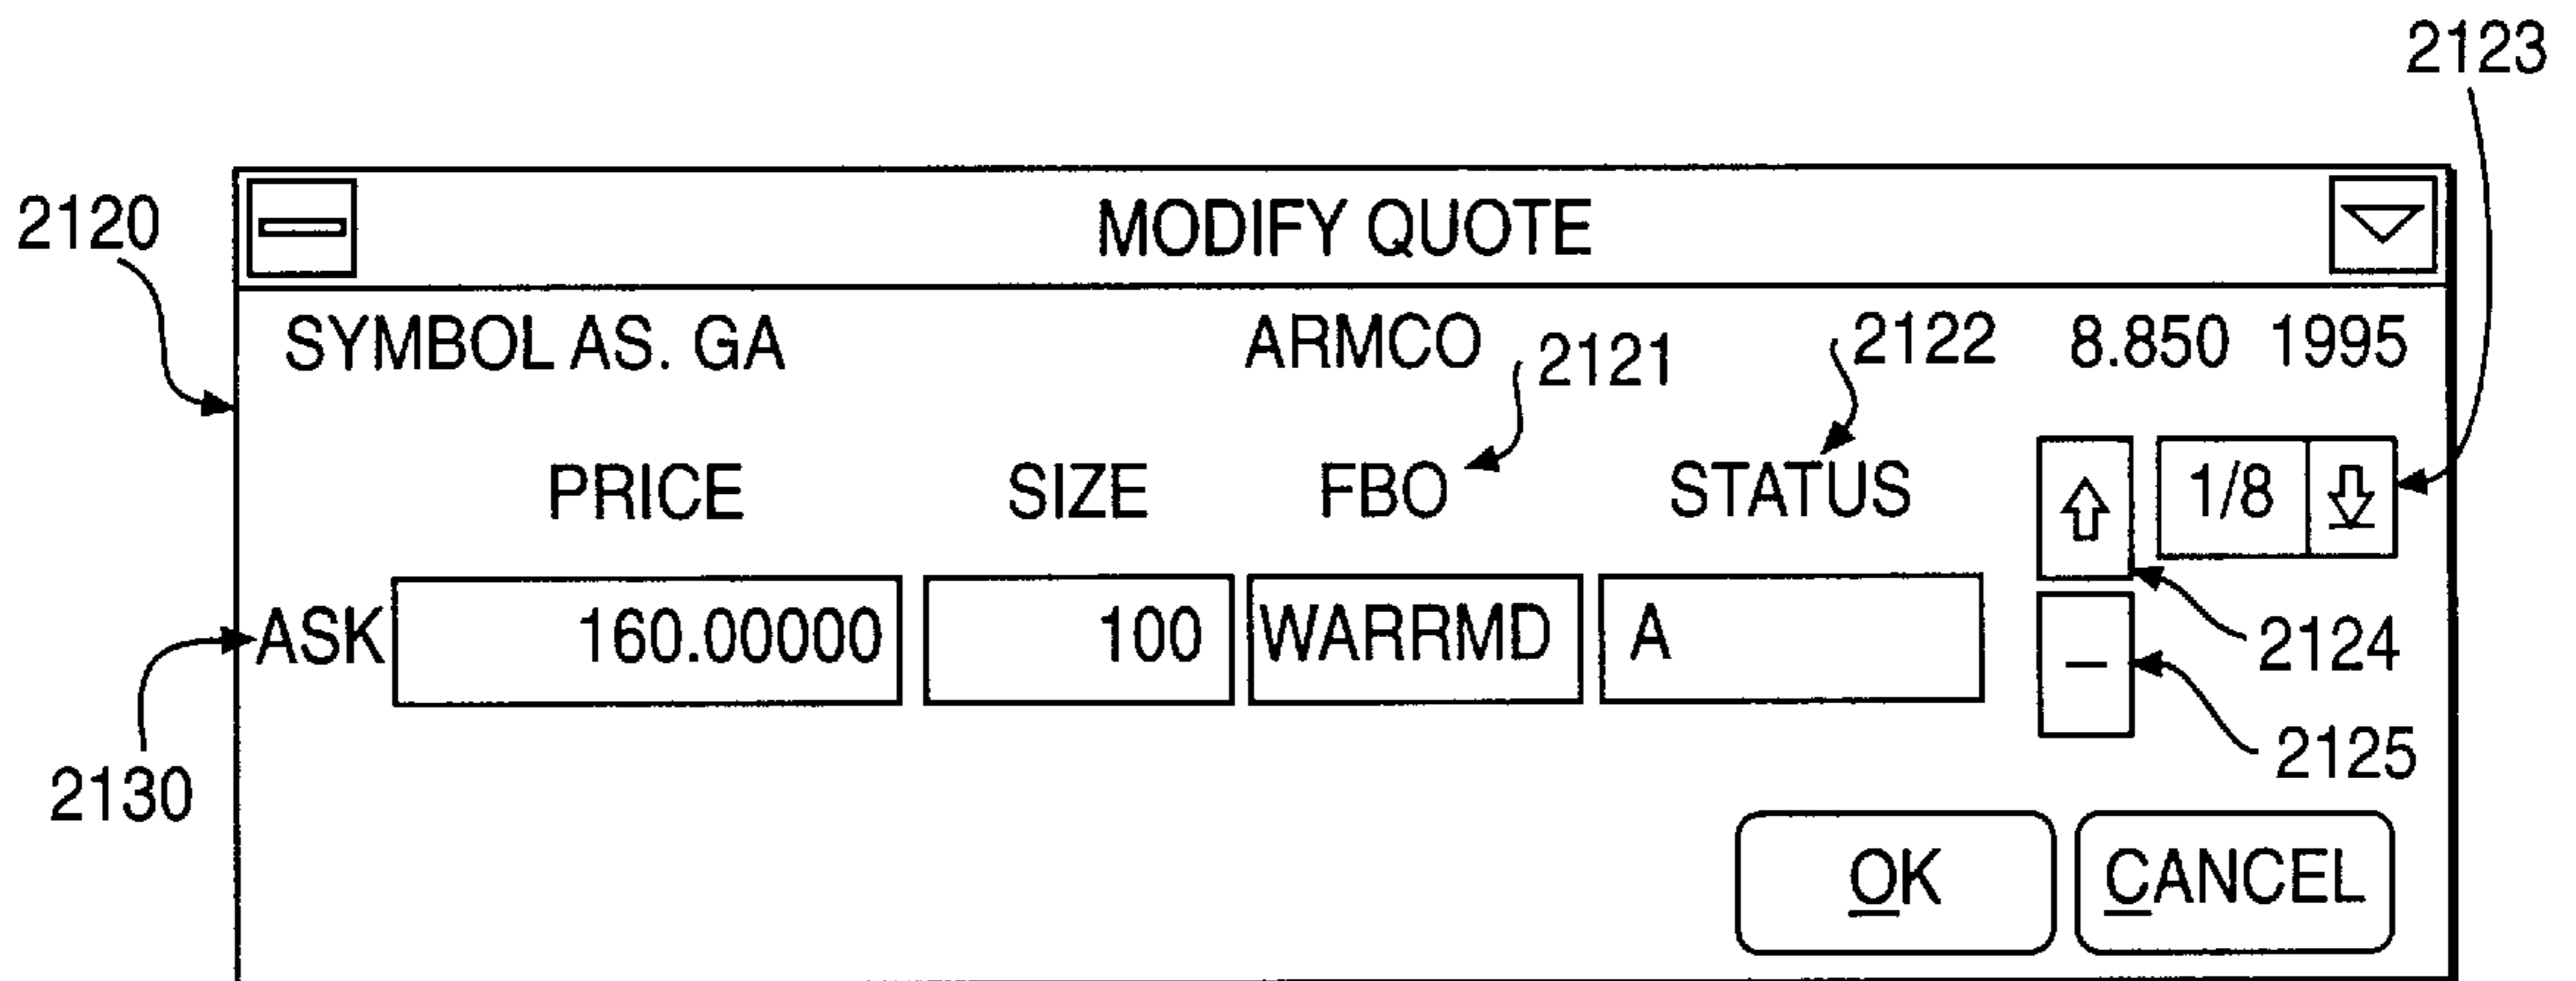 2123
2120
MODIFY QUOTE
SYMBOL AS. GA ARMCO 2121 2122 8.850 1995
PRICE SIZE FBO STATUS 1/8
ASK 160.00000 100 WARRMD A
2124
—
2125
2130
OK CANCEL